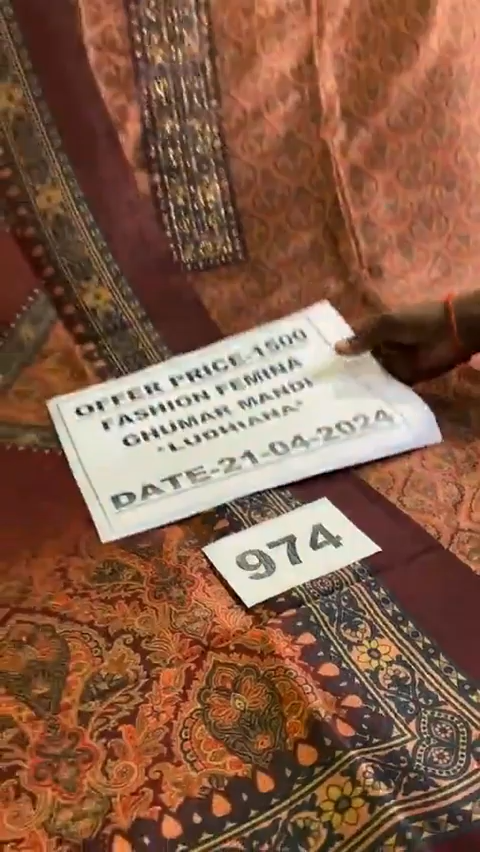 OFFER PRICE-1500
FASHION FEMINA
GHUMAR MANDI
"LUDHIANA"
DATE-21-04-2024
974